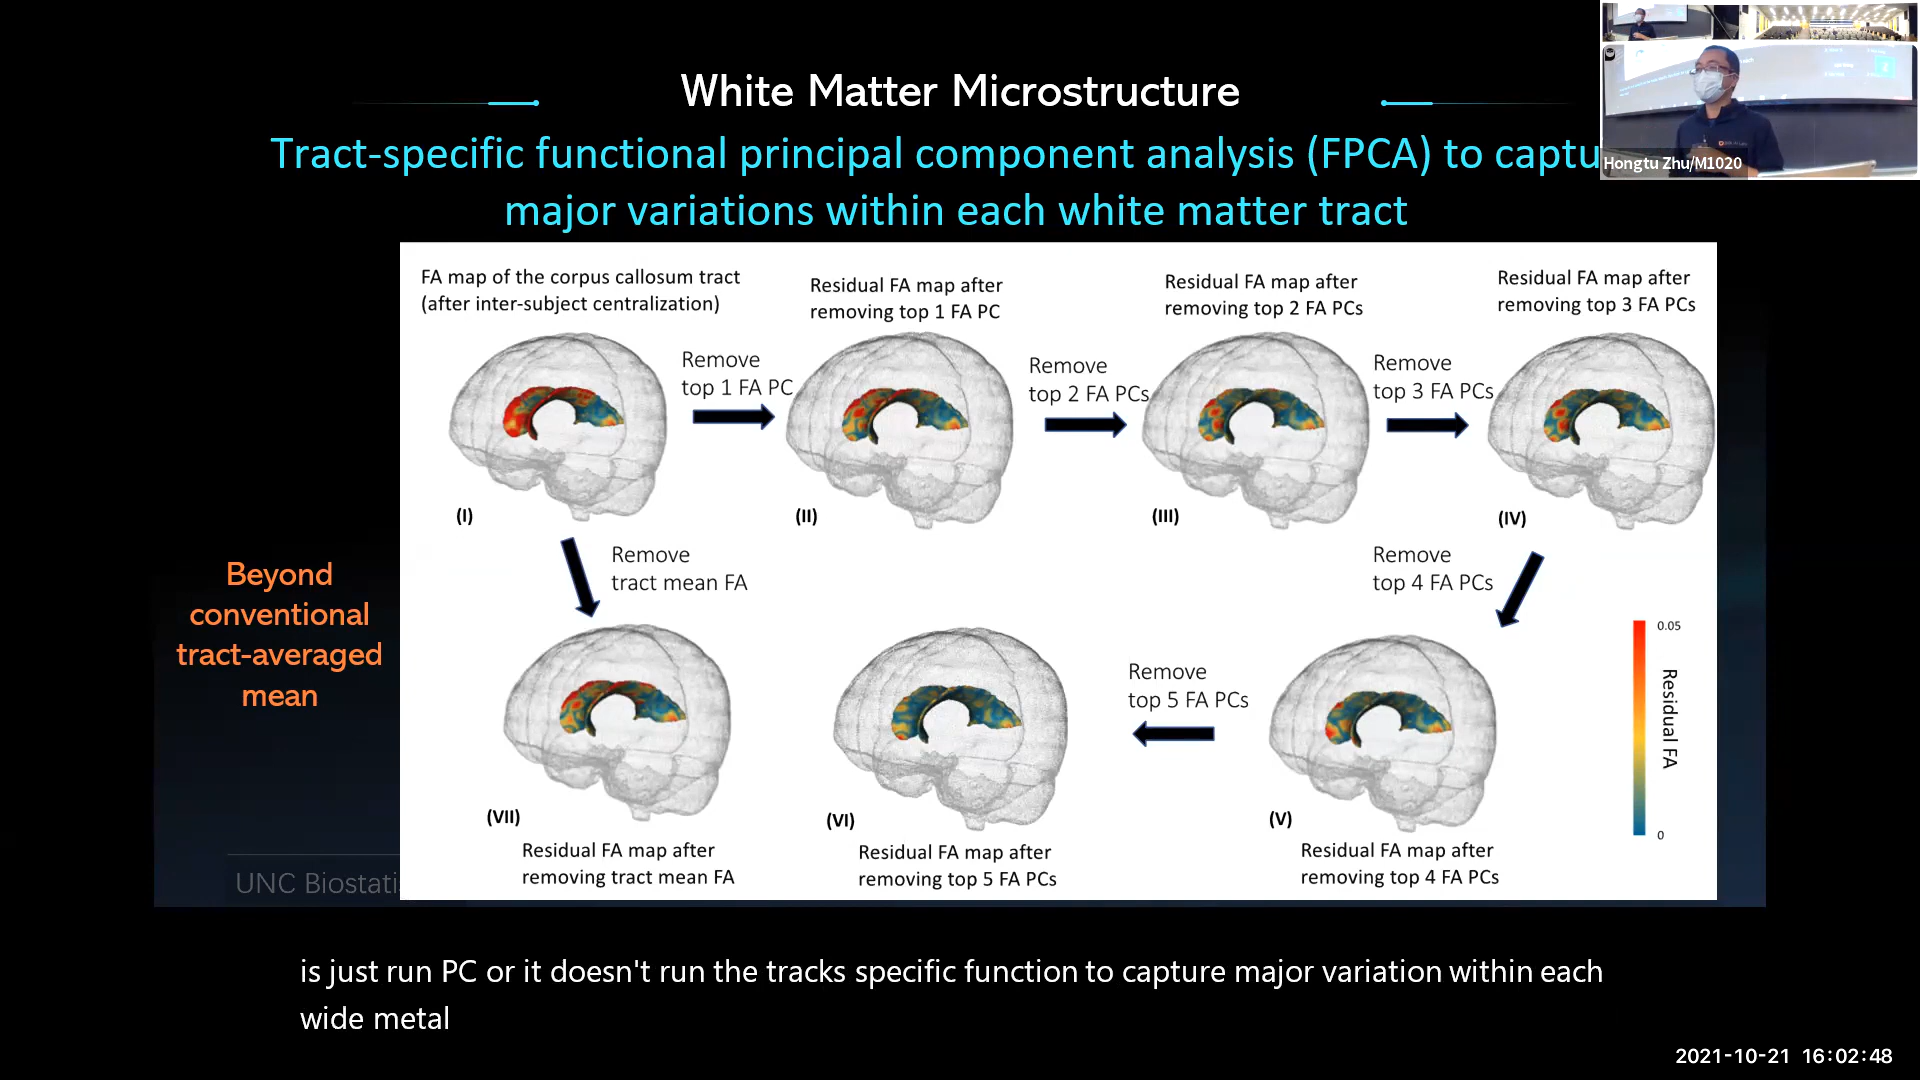 White Matter Microstructure
Tract-specific functional principal component analysis (FPCA) to captu
major variations within each white matter tract
Hongtu Zhu/M1020
FA map of the corpus callosum tract
(after inter-subject centralization)
Residual FA map after
removing top 1 FA PC
Residual FA map after
removing top 2 FA PCs
Residual FA map after
removing top 3 FA PCs
Remove
top 1 FA PC
Remove
top 2 FA PCs
Remove
top 3 FA PCs
(I)
(II)
(III)
(IV)
Remove
tract mean FA
Remove
top 4 FA PCs
Beyond
conventional
tract-averaged
mean
Remove
top 5 FA PCs
0.05
Residual FA
0
(VII)
(VI)
(V)
Residual FA map after
removing tract mean FA
Residual FA map after
removing top 5 FA PCs
Residual FA map after
removing top 4 FA PCs
UNC Biostati
is just run PC or it doesn't run the tracks specific function to capture major variation within each
wide metal
2021-10-21 16:02:48